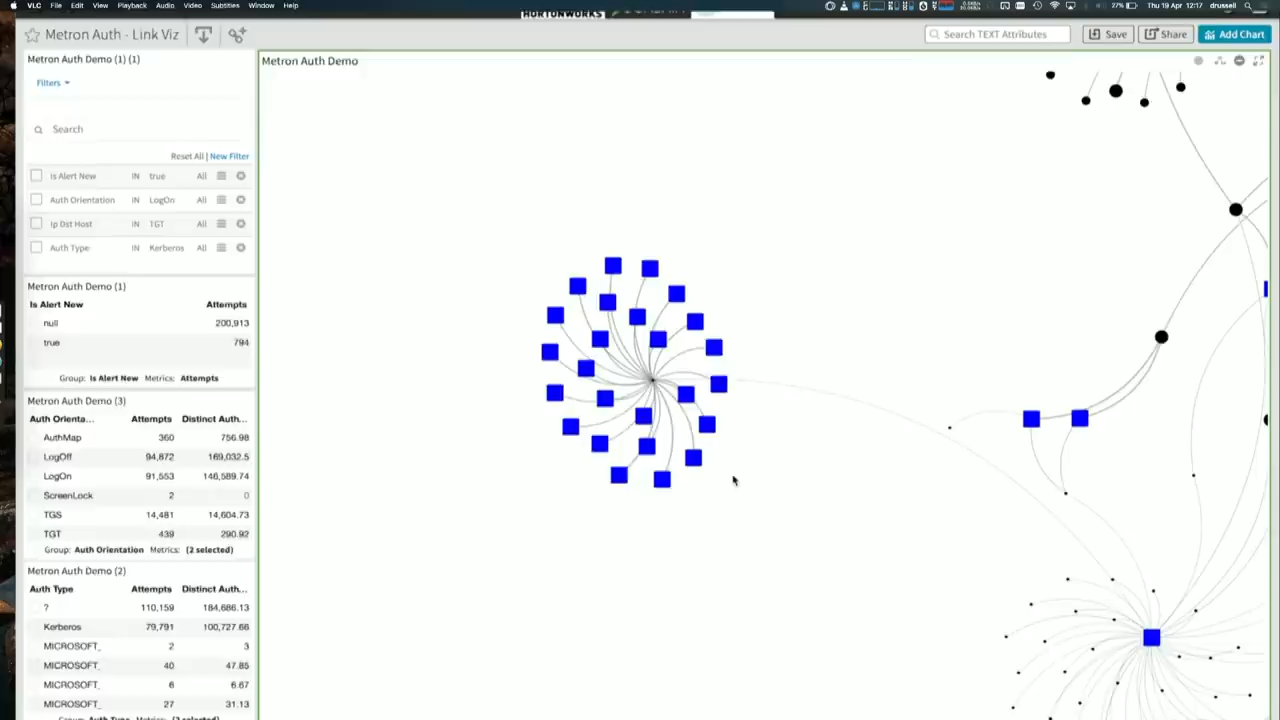 VLC File Edit View Playback Audio Video Subtitles Window Help
27% Thu 19 Apr 12:17 drussell
HORTONWORKS
Metron Auth - Link Viz
Search TEXT Attributes
Save
Share
Add Chart
Metron Auth Demo (1) (1)
Filters
Search
Reset All | New Filter
Is Alert New IN true All
Auth Orientation IN LogOn All
Ip Dst Host IN TGT All
Auth Type IN Kerberos All
Metron Auth Demo (1)
Is Alert New Attempts
null 200,913
true 794
Group: Is Alert New Metrics: Attempts
Metron Auth Demo (3)
Auth Orienta... Attempts Distinct Auth...
AuthMap 360 756.98
LogOff 94,872 169,032.5
LogOn 91,553 146,589.74
ScreenLock 2 0
TGS 14,481 14,604.73
TGT 439 290.92
Group: Auth Orientation Metrics: (2 selected)
Metron Auth Demo (2)
Auth Type Attempts Distinct Auth...
? 110,159 184,686.13
Kerberos 79,791 100,727.66
MICROSOFT_ 2 3
MICROSOFT_ 40 47.85
MICROSOFT_ 6 6.67
MICROSOFT_ 27 31.13
Group: Auth Type Metrics: (2 selected)
Metron Auth Demo